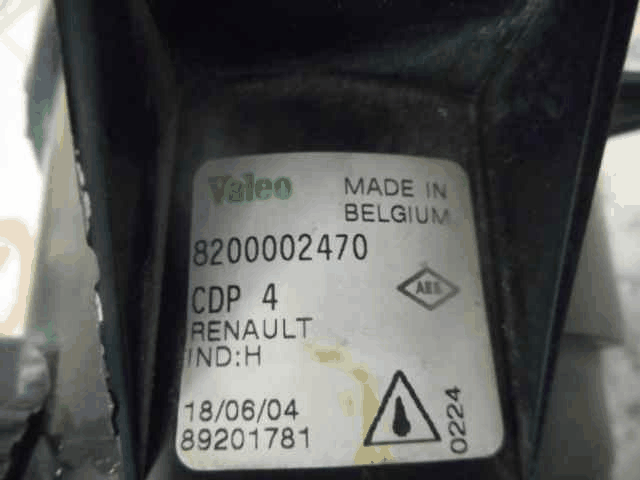 Valeo
MADE IN
BELGIUM
8200002470
CDP 4
RENAULT
IND:H
18/06/04
89201781
0224